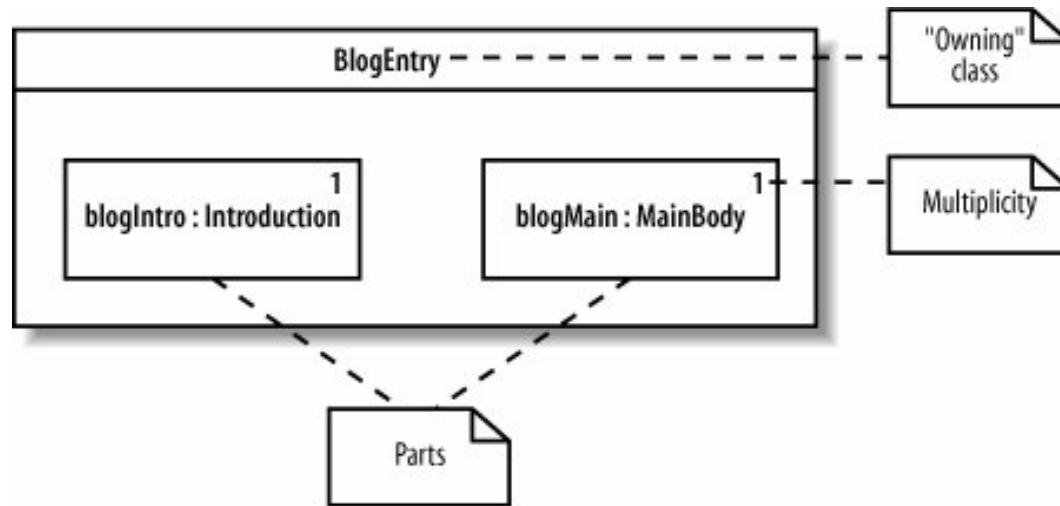 BlogEntry
"Owning"
class
1
blogIntro : Introduction
1
blogMain : MainBody
Multiplicity
Parts